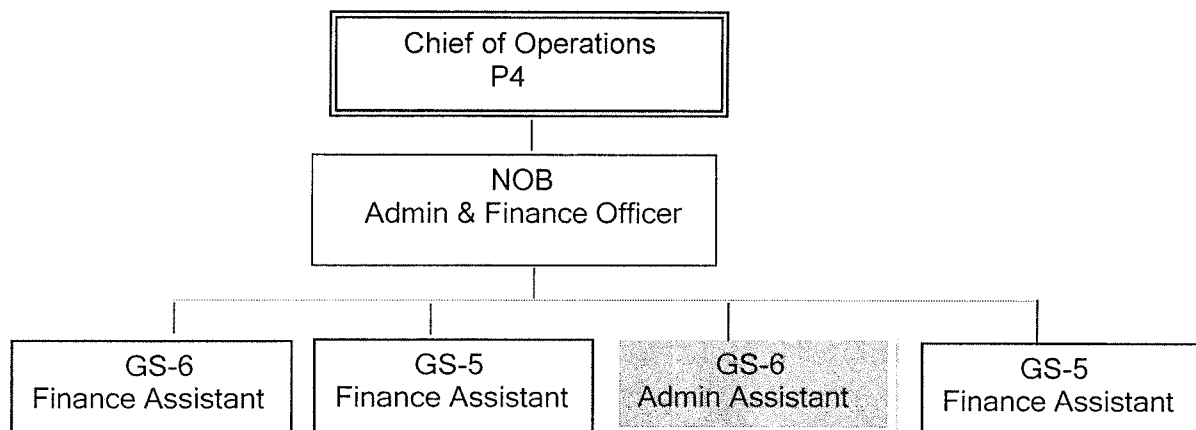 Chief of Operations
P4
NOB
Admin & Finance Officer
GS-6
Finance Assistant
GS-5
Finance Assistant
GS-6
Admin Assistant
GS-5
Finance Assistant